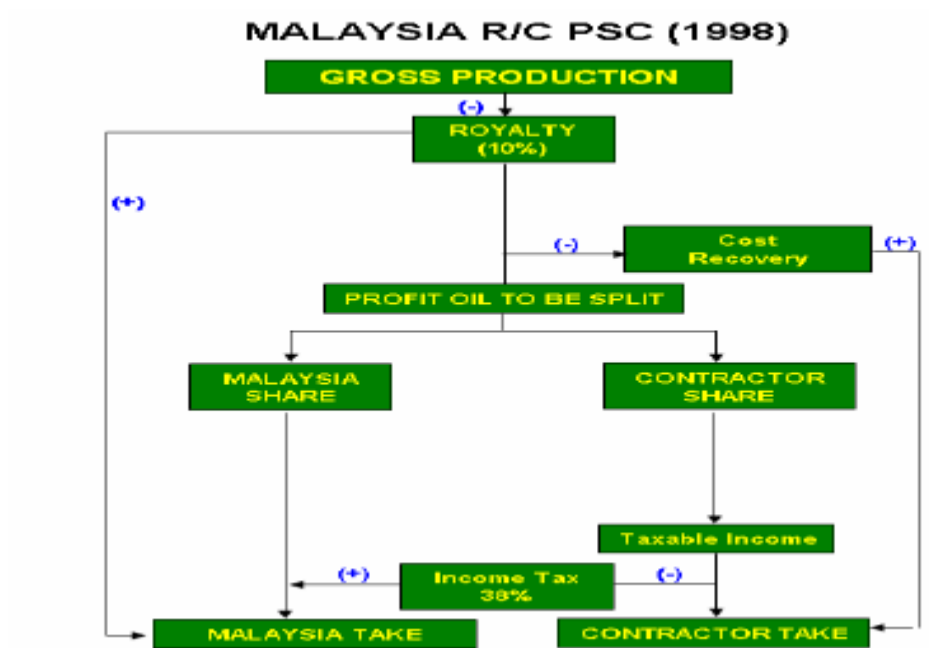 MALAYSIA R/C PSC (1998)
GROSS PRODUCTION
(-)
ROYALTY
(10%)
(+)
(-)
Cost
Recovery
(+)
PROFIT OIL TO BE SPLIT
MALAYSIA
SHARE
CONTRACTOR
SHARE
Taxable Income
(+)
Income Tax
38%
(-)
MALAYSIA TAKE
CONTRACTOR TAKE